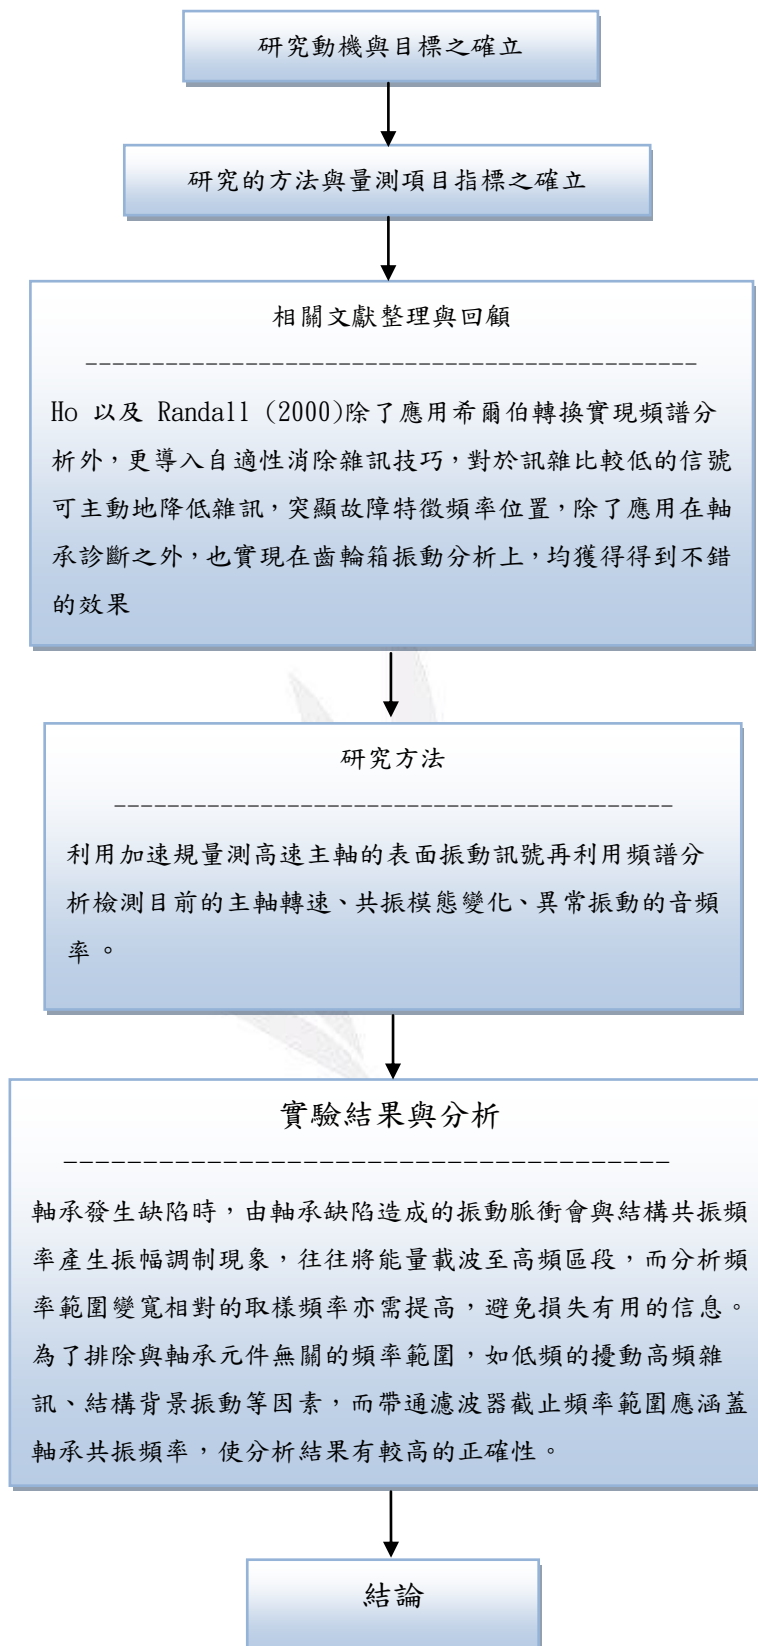 研究動機與目標之確立
研究的方法與量測項目指標之確立
相關文獻整理與回顧
----------------------------------------------
Ho 以及 Randall (2000)除了應用希爾伯轉換實現頻譜分
析外，更導入自適性消除雜訊技巧，對於訊雜比較低的信號
可主動地降低雜訊，突顯故障特徵頻率位置，除了應用在軸
承診斷之外，也實現在齒輪箱振動分析上，均獲得得到不錯
的效果
研究方法
------------------------------------------
利用加速規量測高速主軸的表面振動訊號再利用頻譜分
析檢測目前的主軸轉速、共振模態變化、異常振動的音頻
率。
實驗結果與分析
--------------------------------------
軸承發生缺陷時，由軸承缺陷造成的振動脈衝會與結構共振頻
率產生振幅調制現象，往往將能量載波至高頻區段，而分析頻
率範圍變寬相對的取樣頻率亦需提高，避免損失有用的信息。
為了排除與軸承元件無關的頻率範圍，如低頻的擾動高頻雜
訊、結構背景振動等因素，而帶通濾波器截止頻率範圍應涵蓋
軸承共振頻率，使分析結果有較高的正確性。
結論